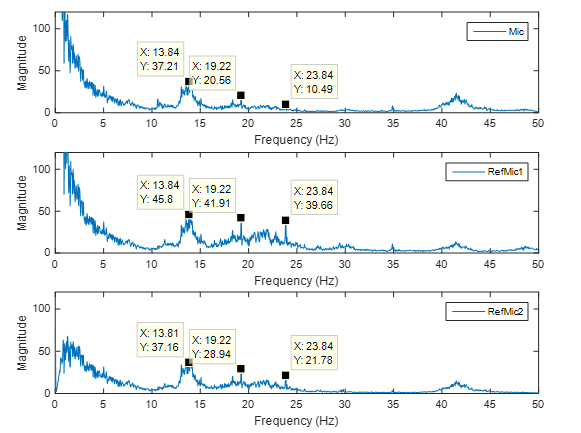 Mic
X: 13.84
Y: 37.21
X: 19.22
Y: 20.56
X: 23.84
Y: 10.49
Magnitude
100
50
0
0 5 10 15 20 25 30 35 40 45 50
Frequency (Hz)
RefMic1
X: 13.84
Y: 45.8
X: 19.22
Y: 41.91
X: 23.84
Y: 39.66
Magnitude
100
50
0
0 5 10 15 20 25 30 35 40 45 50
Frequency (Hz)
RefMic2
X: 13.81
Y: 37.16
X: 19.22
Y: 28.94
X: 23.84
Y: 21.78
Magnitude
100
50
0
0 5 10 15 20 25 30 35 40 45 50
Frequency (Hz)